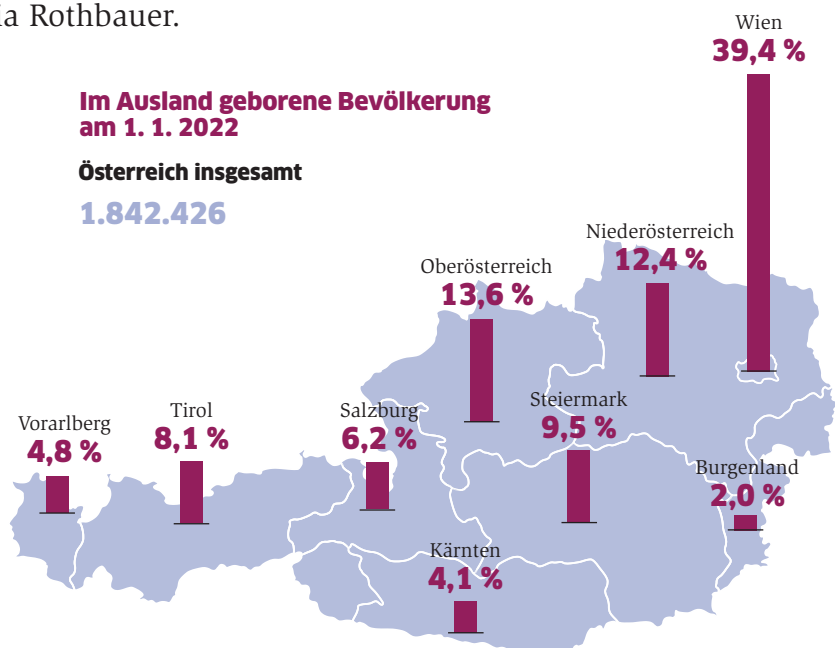 ia Rothbauer.
Wien
39,4 %
Im Ausland geborene Bevölkerung
am 1. 1. 2022
Österreich insgesamt
1.842.426
Niederösterreich
12,4 %
Oberösterreich
13,6 %
Steiermark
9,5 %
Salzburg
6,2 %
Tirol
8,1 %
Vorarlberg
4,8 %
Burgenland
2,0 %
Kärnten
4,1 %